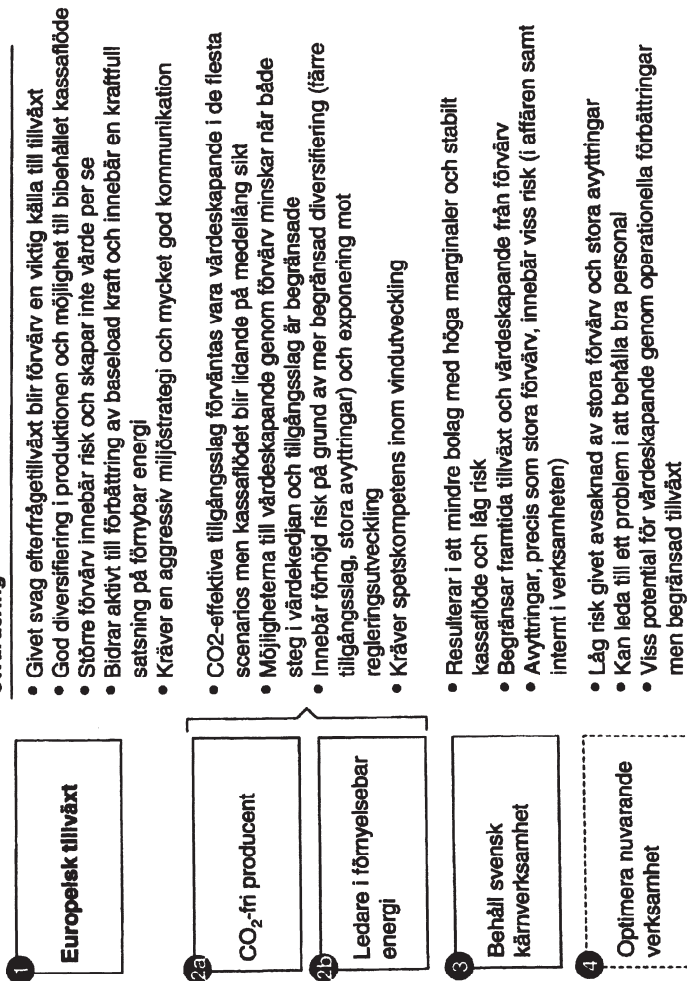 1
Europeisk tillväxt
• Givet svag efterfrågetillväxt blir förvärv en viktig källa till tillväxt
• God diversifiering i produktionen och möjlighet till bibehållet kassaflöde
• Större förvärv innebär risk och skapar inte värde per se
• Bidrar aktivt till förbättring av baseload kraft och innebär en kraftfull
satsning på förnybar energi
• Kräver en aggressiv miljöstrategi och mycket god kommunikation
2a
CO₂-fri producent
2b
Ledare i förnyelsebar
energi
• CO2-effektiva tillgångsslag förväntas vara värdeskapande i de flesta
scenarios men kassaflödet blir lidande på medellång sikt
• Möjligheterna till värdeskapande genom förvärv minskar när både
steg i värdekedjan och tillgångsslag är begränsade
• Innebär förhöjd risk på grund av mer begränsad diversifiering (färre
tillgångsslag, stora avyttringar) och exponering mot
regleringsutveckling
• Kräver spetskompetens inom vindutveckling
3
Behåll svensk
kärnverksamhet
• Resulterar i ett mindre bolag med höga marginaler och stabilt
kassaflöde och låg risk
• Begränsar framtida tillväxt och värdeskapande från förvärv
• Avyttringar, precis som stora förvärv, innebär viss risk (i affären samt
internt i verksamheten)
4
Optimera nuvarande
verksamhet
• Låg risk givet avsaknad av stora förvärv och stora avyttringar
• Kan leda till ett problem i att behålla bra personal
• Viss potential för värdeskapande genom operationella förbättringar
men begränsad tillväxt